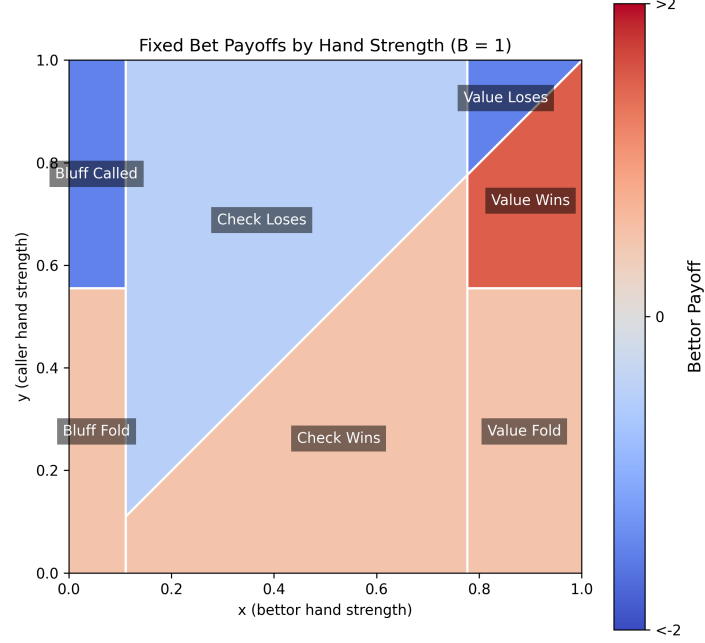 Fixed Bet Payoffs by Hand Strength (B = 1)
>2
0
<-2
Bettor Payoff
1.0
0.8
0.6
0.4
0.2
0.0
y (caller hand strength)
Value Loses
Bluff Called
Value Wins
Check Loses
Bluff Fold
Check Wins
Value Fold
0.0 0.2 0.4 0.6 0.8 1.0
x (bettor hand strength)